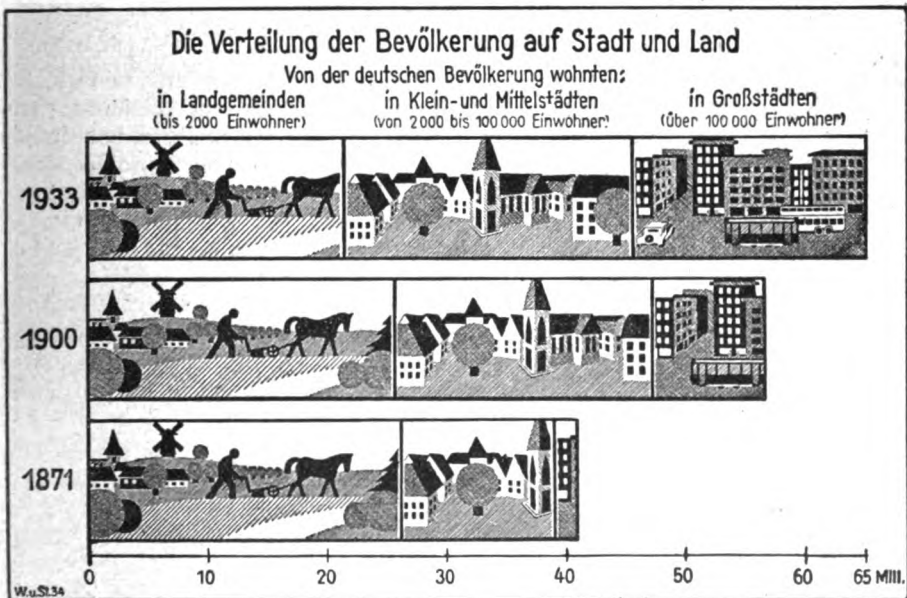 Die Verteilung der Bevölkerung auf Stadt und Land
Von der deutschen Bevölkerung wohnten:
in Landgemeinden
(bis 2000 Einwohner)
in Klein- und Mittelstädten
(von 2000 bis 100 000 Einwohner)
in Großstädten
(über 100 000 Einwohner)
1933
1900
1871
0 10 20 30 40 50 60 65 Mill.
W.u.St.34